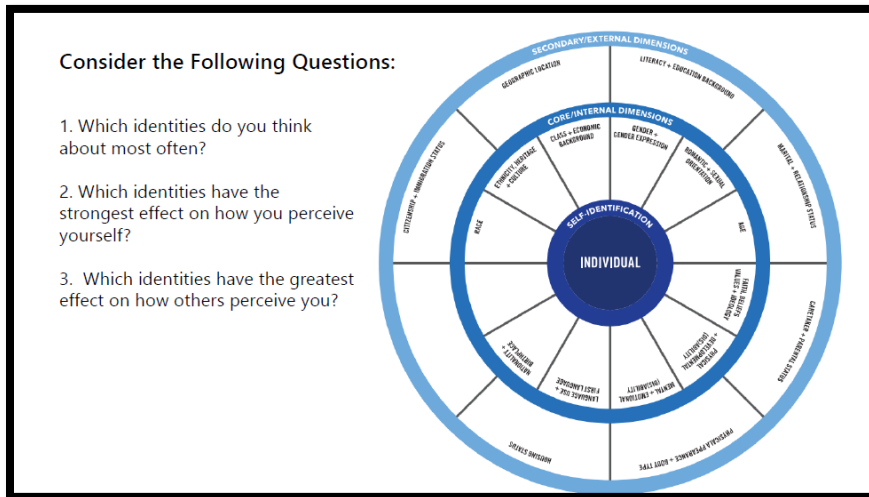 Consider the Following Questions:
1. Which identities do you think
about most often?
2. Which identities have the
strongest effect on how you perceive
yourself?
3.  Which identities have the greatest
effect on how others perceive you?
SECONDARY/EXTERNAL DIMENSIONS
GEOGRAPHIC LOCATION
LITERACY + EDUCATION BACKGROUND
MARITAL + RELATIONSHIP STATUS
CARETAKER + PARENTAL STATUS
PHYSICALA PPEARANCE + BODY TYPE
HOUSING STATUS
CITIZENSHIP + IMMIGRATION STATUS
CORE/INTERNAL DIMENSIONS
CLASS + ECONOMIC
BACKGROUND
GENDER +
GENDER EXPRESSION
ROMANTIC + SEXUAL
ORIENTATION
AGE
FAITH, BELIEFS
VALUES + IDEOLOGY
PHYSICAL
+ DEVELOPMENTAL
(DIS)ABILITY
MENTAL + EMOTIONAL
(DIS)ABILITY
LANGUAGE USE +
FIRST LANGUAGE
NATIONALITY +
BIRTHPLACE
RACE
ETHNICITY, HERITAGE
+ CULTURE
SELF-IDENTIFICATION
INDIVIDUAL